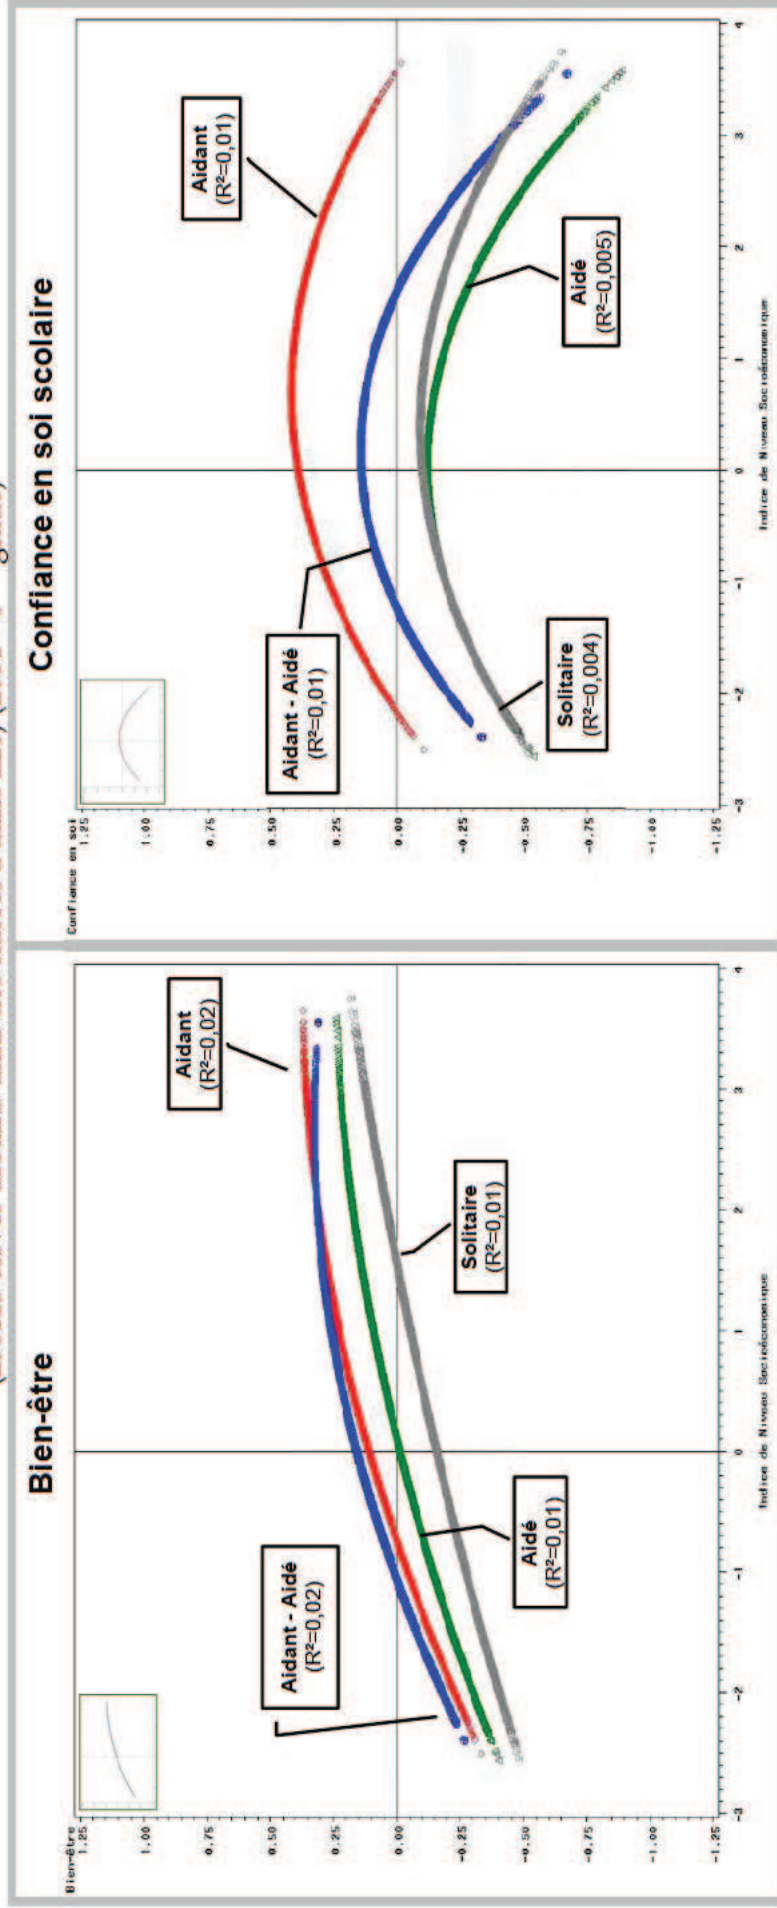 Bien-être
Bien-être
1.25
1.00
0.75
0.50
0.25
0.00
-0.25
-0.50
-0.75
-1.00
-1.25
-3
-2
-1
0
1
2
3
4
Indice de Niveau Socioéconomique
Aidant - Aidé
(R²=0,02)
Aidant
(R²=0,02)
Aidé
(R²=0,01)
Solitaire
(R²=0,01)
Confiance en soi scolaire
Confiance en soi
1.25
1.00
0.75
0.50
0.25
0.00
-0.25
-0.50
-0.75
-1.00
-1.25
-3
-2
-1
0
1
2
3
4
Indice de Niveau Socioéconomique
Aidant - Aidé
(R²=0,01)
Aidant
(R²=0,01)
Solitaire
(R²=0,004)
Aidé
(R²=0,005)